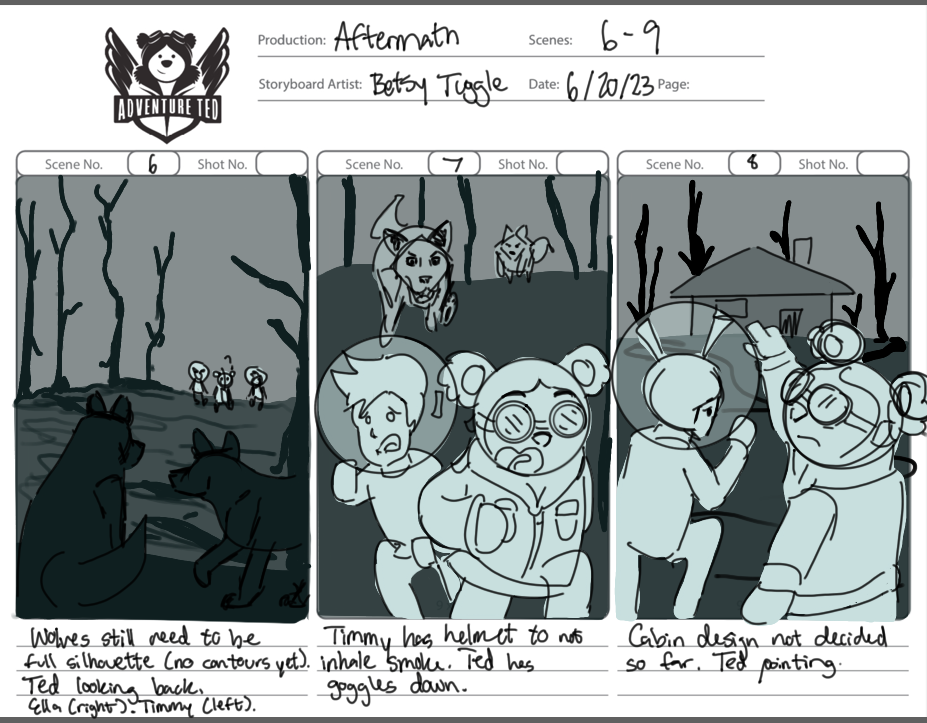 ADVENTURE TED
Production: Aftermath
Scenes: 6-9
Storyboard Artist: Betsy Tuggle
Date: 6/20/23 Page:
Scene No. 6 Shot No.
Scene No. 7 Shot No.
Scene No. 8 Shot No.
Wolves still need to be
full silhouette (no contours yet).
Ted looking back.
Ella (right). Timmy (left).
Timmy has helmet to not
inhale smoke. Ted has
goggles down.
Cabin design not decided
so far. Ted pointing.